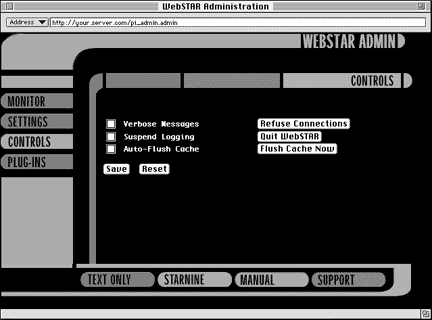 WebSTAR Administration
Address http://your.server.com/pi_admin.admin
WEBSTAR ADMIN
CONTROLS
MONITOR
SETTINGS
CONTROLS
PLUG-INS
Verbose Messages Refuse Connections
Suspend Logging Quit WebSTAR
Auto-Flush Cache Flush Cache Now
Save Reset
TEXT ONLY STARNINE MANUAL SUPPORT